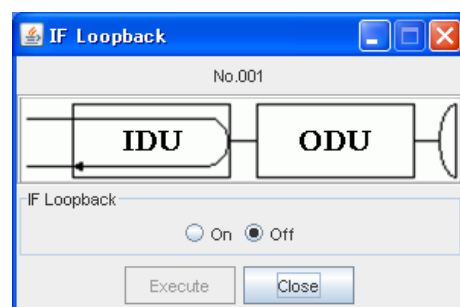 IF Loopback
No.001
IDU ODU
IF Loopback
On Off
Execute Close